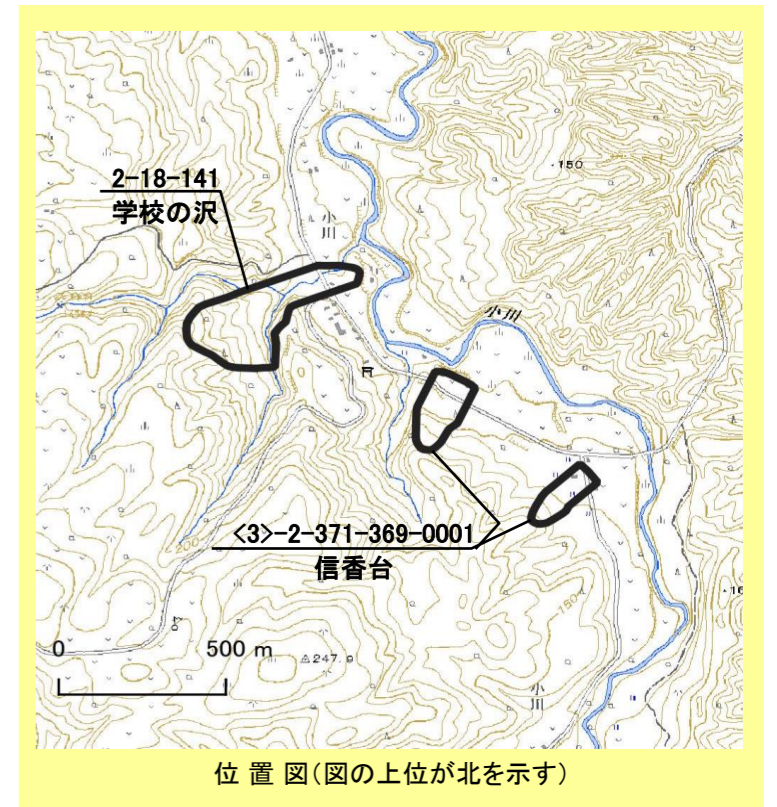 ・150
2-18-141
学校の沢
小川
小川
<3>-2-371-369-0001
信香台
200
150
0 500 m
△247.9
小川
位 置 図(図の上位が北を示す)